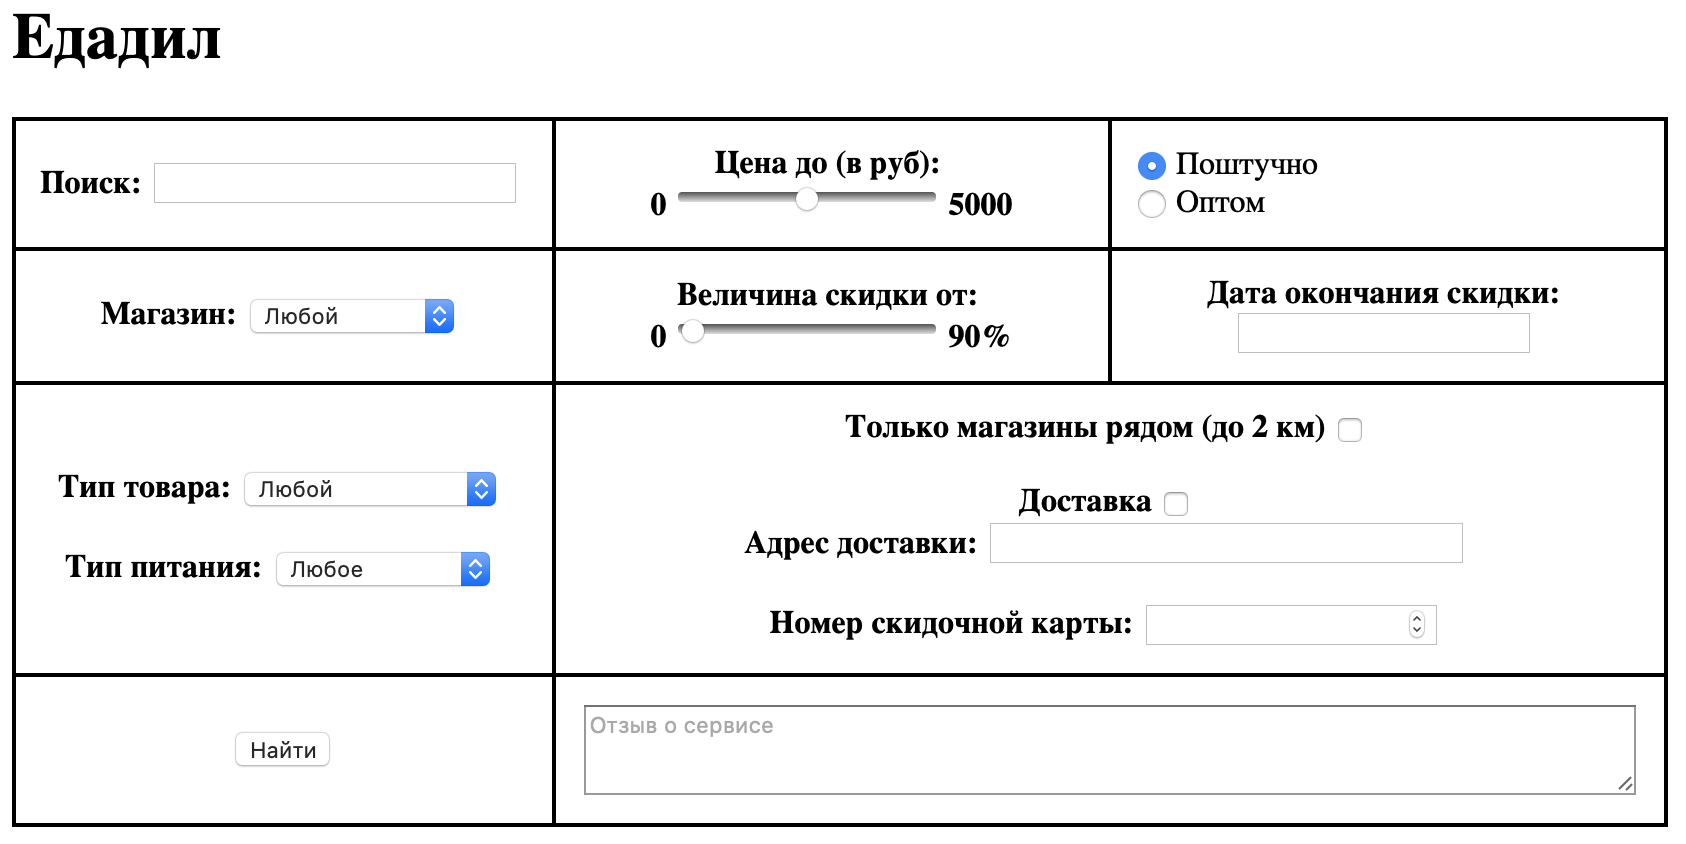 Едадил
Поиск:
Цена до (в руб):
0 5000
Поштучно
Оптом
Магазин: Любой
Величина скидки от:
0 90%
Дата окончания скидки:
Тип товара: Любой
Тип питания: Любое
Только магазины рядом (до 2 км)
Доставка
Адрес доставки:
Номер скидочной карты:
Найти
Отзыв о сервисе